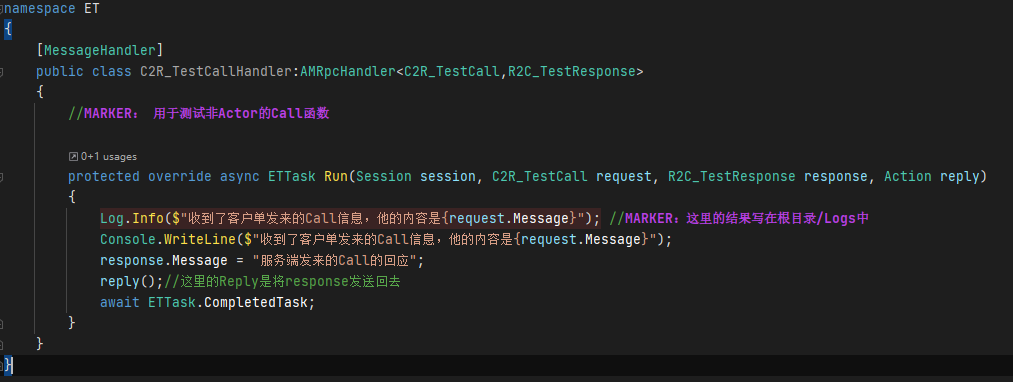 namespace ET
{
[MessageHandler]
public class C2R_TestCallHandler:AMRpcHandler<C2R_TestCall,R2C_TestResponse>
{
//MARKER： 用于测试非Actor的Call函数
0+1 usages
protected override async ETTask Run(Session session, C2R_TestCall request, R2C_TestResponse response, Action reply)
{
Log.Info($"收到了客户单发来的Call信息，他的内容是{request.Message}"); //MARKER：这里的结果写在根目录/Logs中
Console.WriteLine($"收到了客户单发来的Call信息，他的内容是{request.Message}");
response.Message = "服务端发来的Call的回应";
reply();//这里的Reply是将response发送回去
await ETTask.CompletedTask;
}
}
}